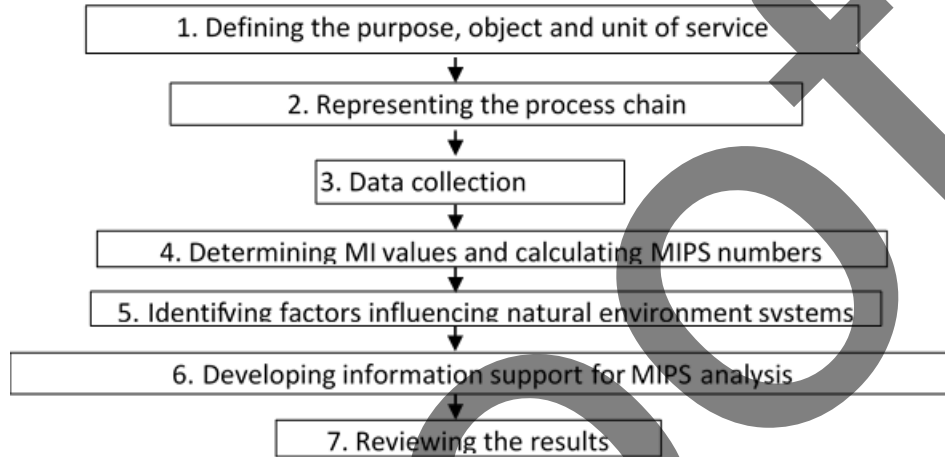 1. Defining the purpose, object and unit of service
2. Representing the process chain
3. Data collection
4. Determining MI values and calculating MIPS numbers
5. Identifying factors influencing natural environment systems
6. Developing information support for MIPS analysis
7. Reviewing the results